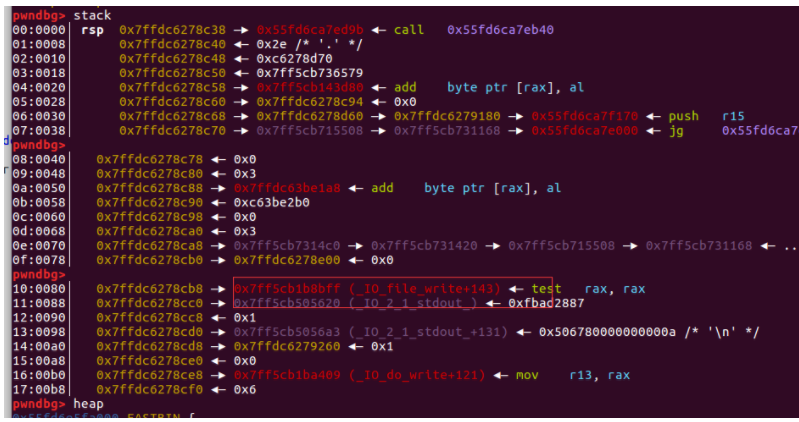 pwndbg> stack
00:0000│ rsp 0x7ffdc6278c38 —▸ 0x55fd6ca7ed9b ◂— call 0x55fd6ca7eb40
01:0008│ 0x7ffdc6278c40 ◂— 0x2e /* '.' */
02:0010│ 0x7ffdc6278c48 ◂— 0xc6278d70
03:0018│ 0x7ffdc6278c50 ◂— 0x7ff5cb736579
04:0020│ 0x7ffdc6278c58 —▸ 0x7ff5cb143d80 ◂— add byte ptr [rax], al
05:0028│ 0x7ffdc6278c60 —▸ 0x7ffdc6278c94 ◂— 0x0
06:0030│ 0x7ffdc6278c68 —▸ 0x7ffdc6278d60 —▸ 0x7ffdc6279180 —▸ 0x55fd6ca7f170 ◂— push r15
07:0038│ 0x7ffdc6278c70 —▸ 0x7ff5cb715508 —▸ 0x7ff5cb731168 —▸ 0x55fd6ca7e000 ◂— jg 0x55fd6ca7
pwndbg>
08:0040│ 0x7ffdc6278c78 ◂— 0x0
09:0048│ 0x7ffdc6278c80 ◂— 0x3
0a:0050│ 0x7ffdc6278c88 —▸ 0x7ffdc63be1a8 ◂— add byte ptr [rax], al
0b:0058│ 0x7ffdc6278c90 ◂— 0xc63be2b0
0c:0060│ 0x7ffdc6278c98 ◂— 0x0
0d:0068│ 0x7ffdc6278ca0 ◂— 0x3
0e:0070│ 0x7ffdc6278ca8 —▸ 0x7ff5cb7314c0 —▸ 0x7ff5cb731420 —▸ 0x7ff5cb715508 —▸ 0x7ff5cb731168 ◂— ..
0f:0078│ 0x7ffdc6278cb0 —▸ 0x7ffdc6278e00 ◂— 0x0
pwndbg>
10:0080│ 0x7ffdc6278cb8 —▸ 0x7ff5cb1b8bff (_IO_file_write+143) ◂— test rax, rax
11:0088│ 0x7ffdc6278cc0 —▸ 0x7ff5cb505620 (_IO_2_1_stdout_) ◂— 0xfbad2887
12:0090│ 0x7ffdc6278cc8 ◂— 0x1
13:0098│ 0x7ffdc6278cd0 —▸ 0x7ff5cb5056a3 (_IO_2_1_stdout_+131) ◂— 0x506780000000000a /* '\n' */
14:00a0│ 0x7ffdc6278cd8 —▸ 0x7ffdc6279260 ◂— 0x1
15:00a8│ 0x7ffdc6278ce0 ◂— 0x0
16:00b0│ 0x7ffdc6278ce8 —▸ 0x7ff5cb1ba409 (_IO_do_write+121) ◂— mov r13, rax
17:00b8│ 0x7ffdc6278cf0 ◂— 0x6
pwndbg> heap